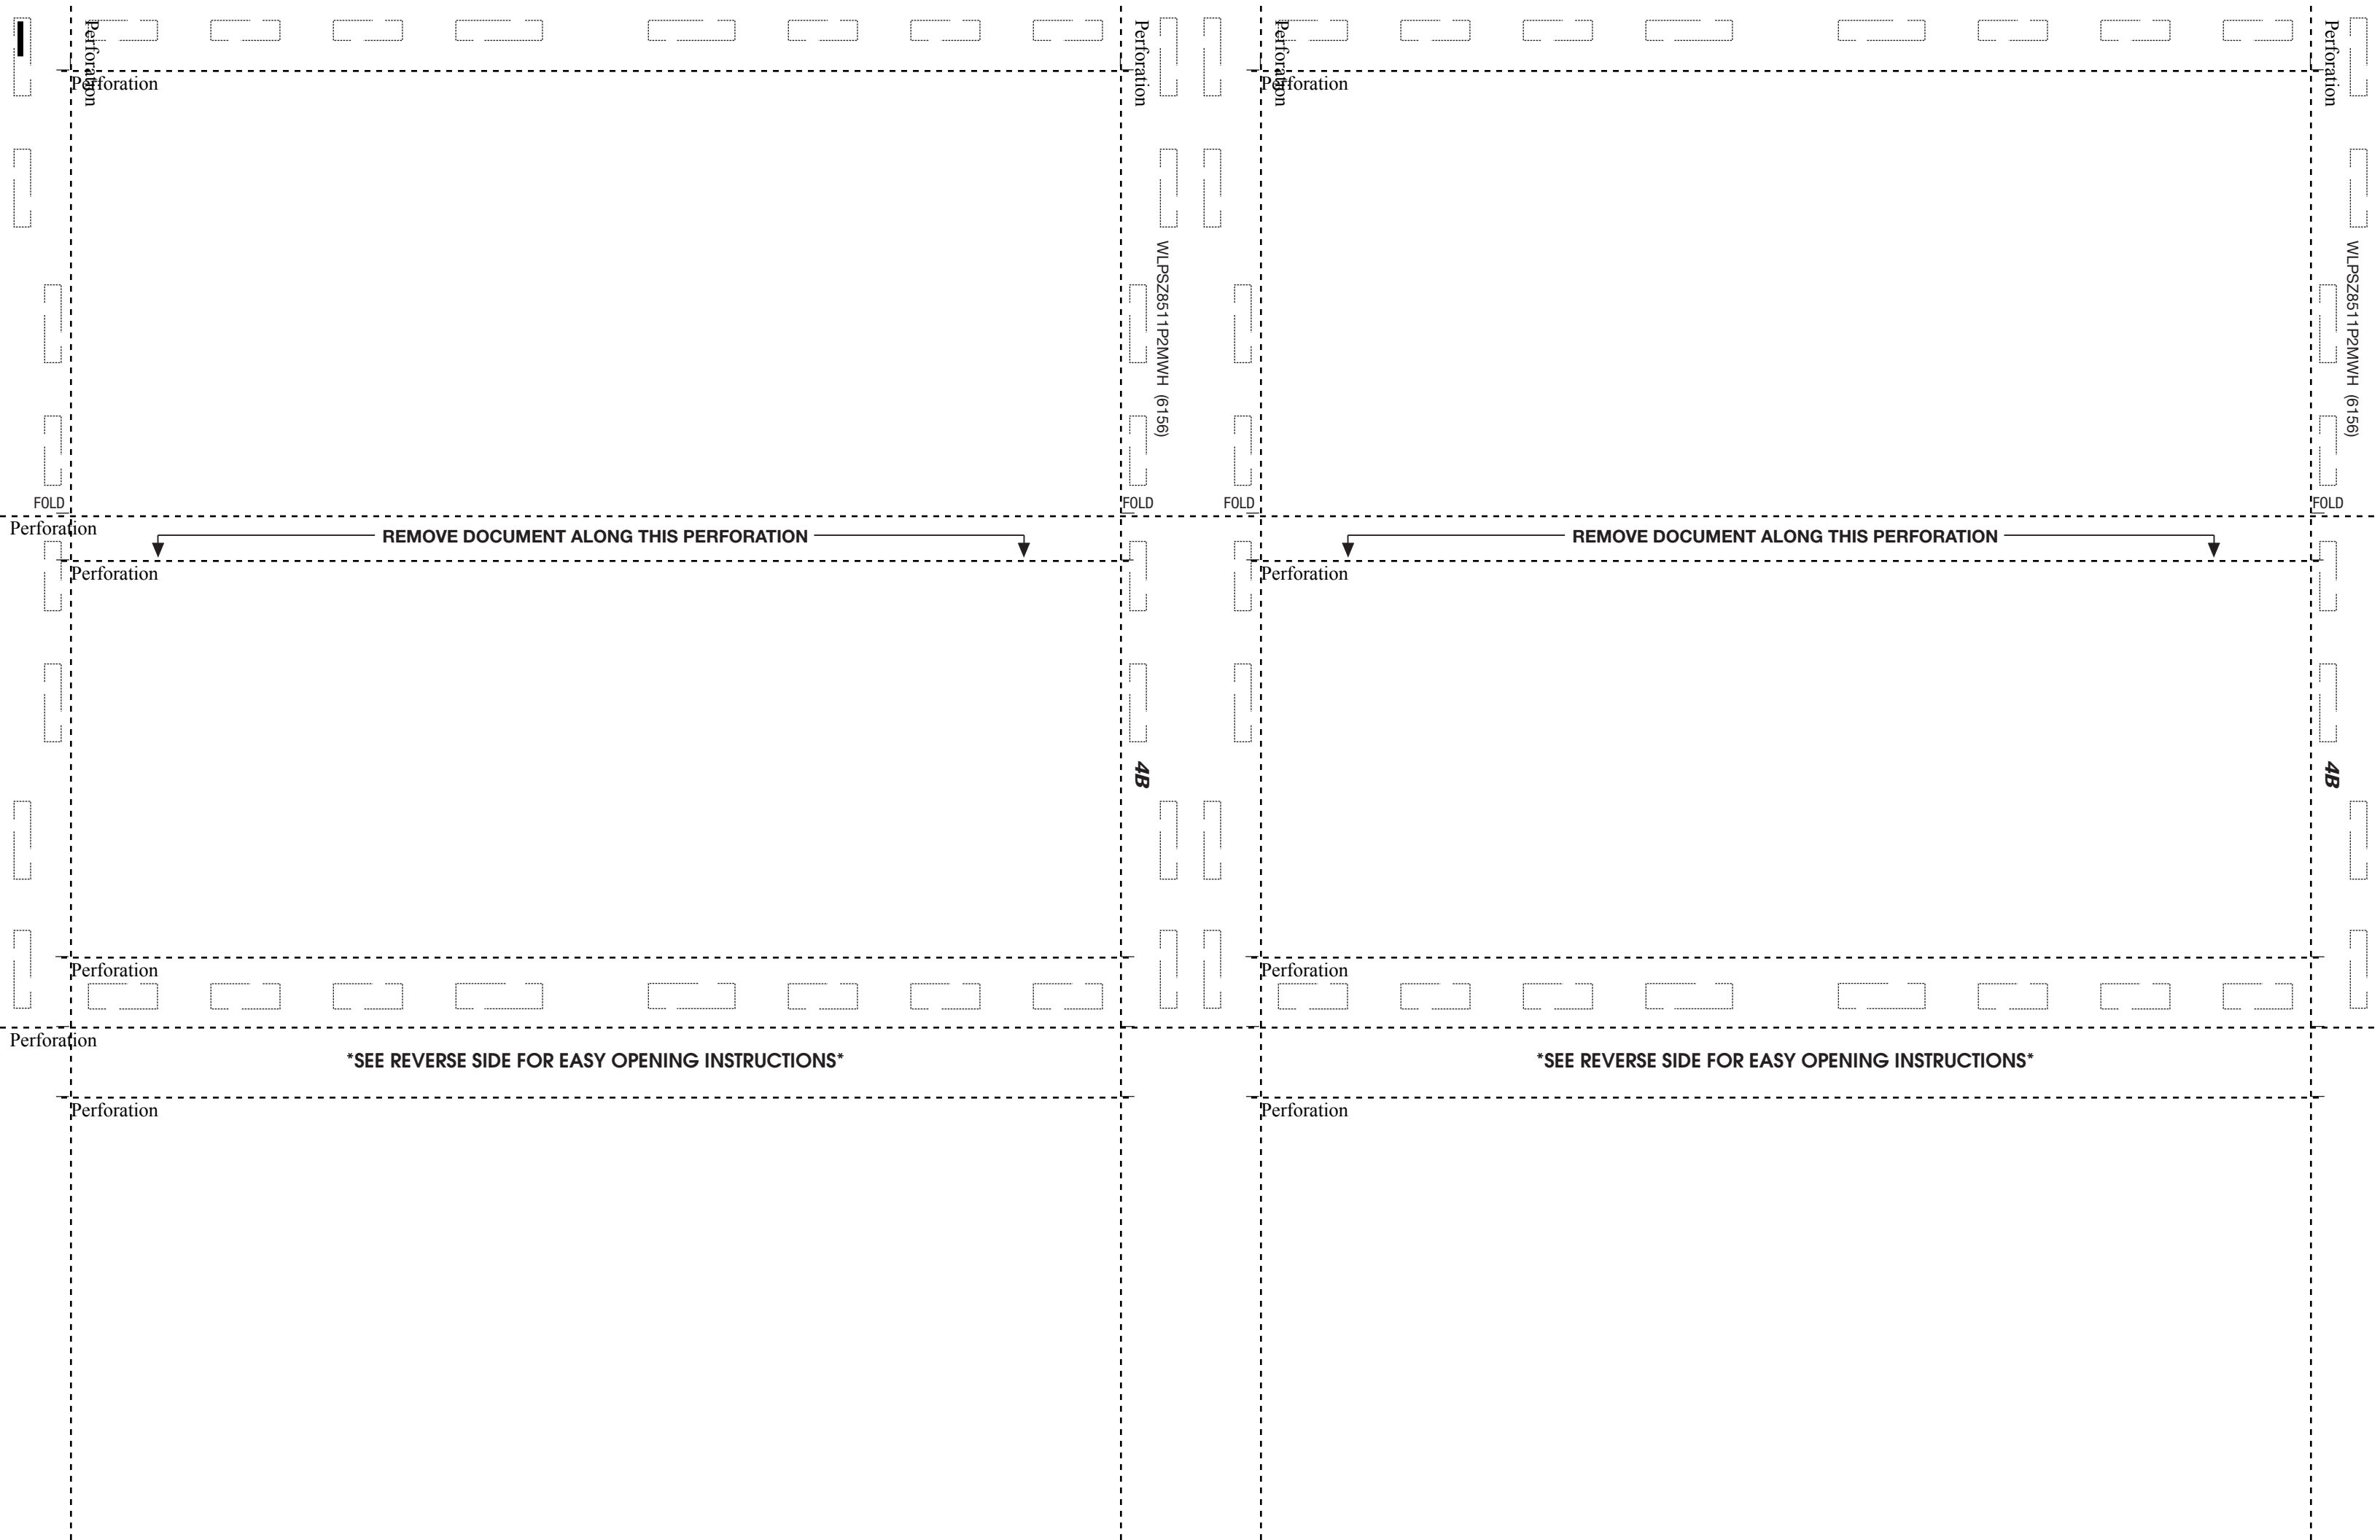 Perforation
Perforation
Perforation
Perforation
Perforation
Perforation
WLPSZ8511P2MWH (6156)
WLPSZ8511P2MWH (6156)
FOLD
FOLD
FOLD
FOLD
Perforation
REMOVE DOCUMENT ALONG THIS PERFORATION
REMOVE DOCUMENT ALONG THIS PERFORATION
Perforation
Perforation
4B
4B
Perforation
Perforation
Perforation
*SEE REVERSE SIDE FOR EASY OPENING INSTRUCTIONS*
*SEE REVERSE SIDE FOR EASY OPENING INSTRUCTIONS*
Perforation
Perforation